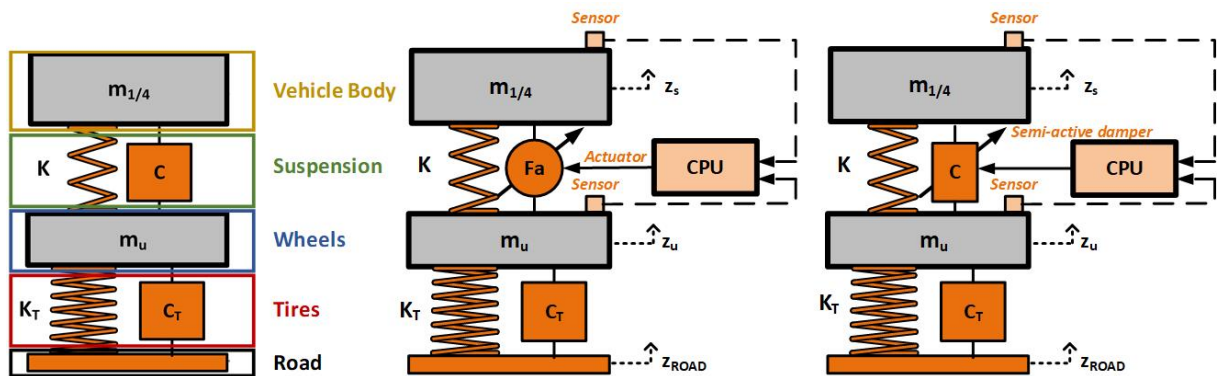 m1/4
K
C
mu
KT
CT
Vehicle Body
Suspension
Wheels
Tires
Road
Sensor
m1/4
zs
K
Fa
Actuator
CPU
Sensor
mu
zu
KT
CT
zROAD
Sensor
m1/4
zs
Semi-active damper
K
C
CPU
Sensor
mu
zu
KT
CT
zROAD